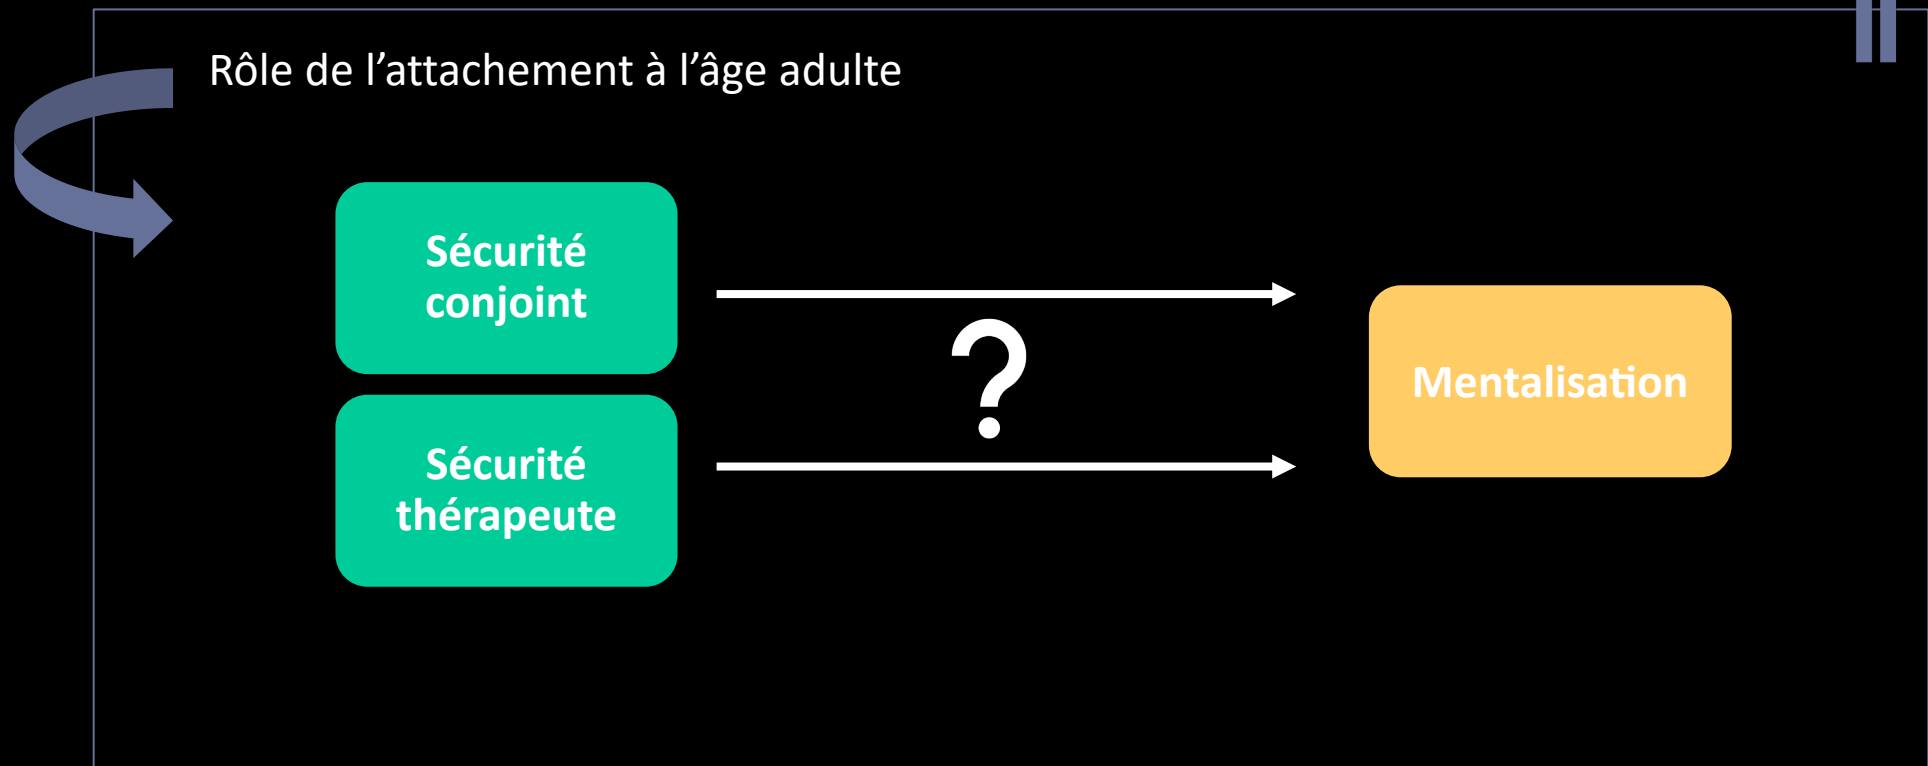 Rôle de l’attachement à l’âge adulte
Sécurité
conjoint
?
Sécurité
thérapeute
Mentalisation